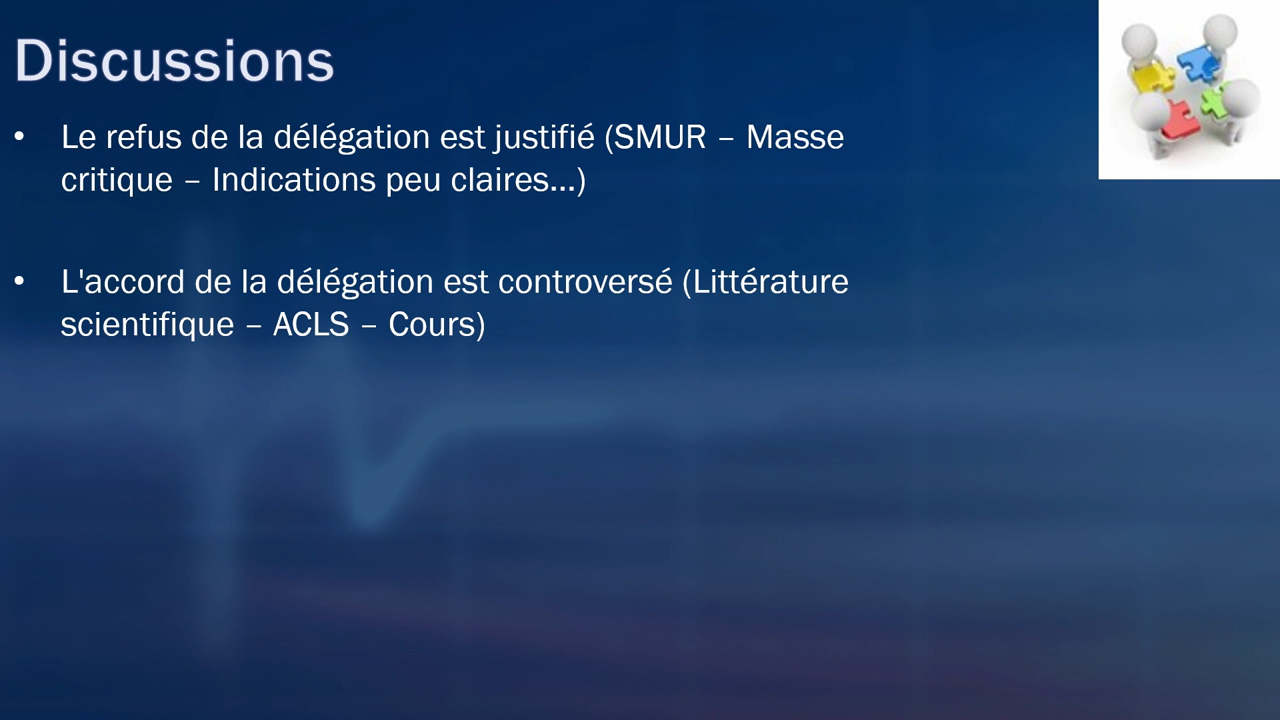 Discussions
• Le refus de la délégation est justifié (SMUR – Masse
critique – Indications peu claires...)
• L'accord de la délégation est controversé (Littérature
scientifique – ACLS – Cours)